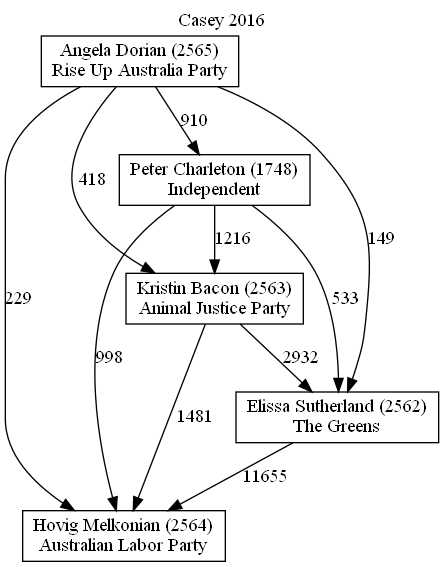 Casey 2016
Angela Dorian (2565)
Rise Up Australia Party
910
418
Peter Charleton (1748)
Independent
1216
149
Kristin Bacon (2563)
Animal Justice Party
229
533
998
2932
Elissa Sutherland (2562)
The Greens
1481
11655
Hovig Melkonian (2564)
Australian Labor Party